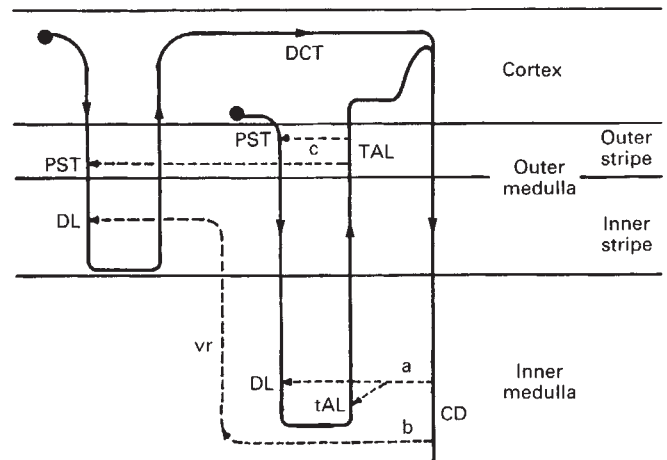 DCT
Cortex
PST
c
TAL
Outer
stripe
PST
Outer
medulla
DL
Inner
stripe
vr
a
Inner
medulla
DL
tAL
CD
b